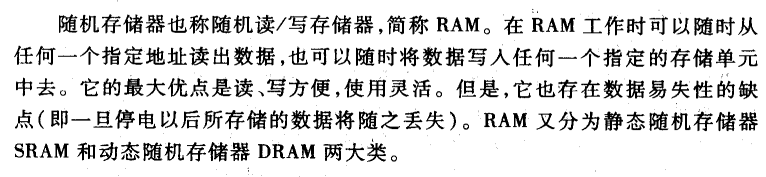 随机存储器也称随机读/写存储器,简称 RAM。在 RAM 工作时可以随时从
任何一个指定地址读出数据,也可以随时将数据写入任何一个指定的存储单元
中去。它的最大优点是读、写方便,使用灵活。但是,它也存在数据易失性的缺
点(即一旦停电以后所存储的数据将随之丢失)。RAM 又分为静态随机存储器
SRAM 和动态随机存储器 DRAM 两大类。